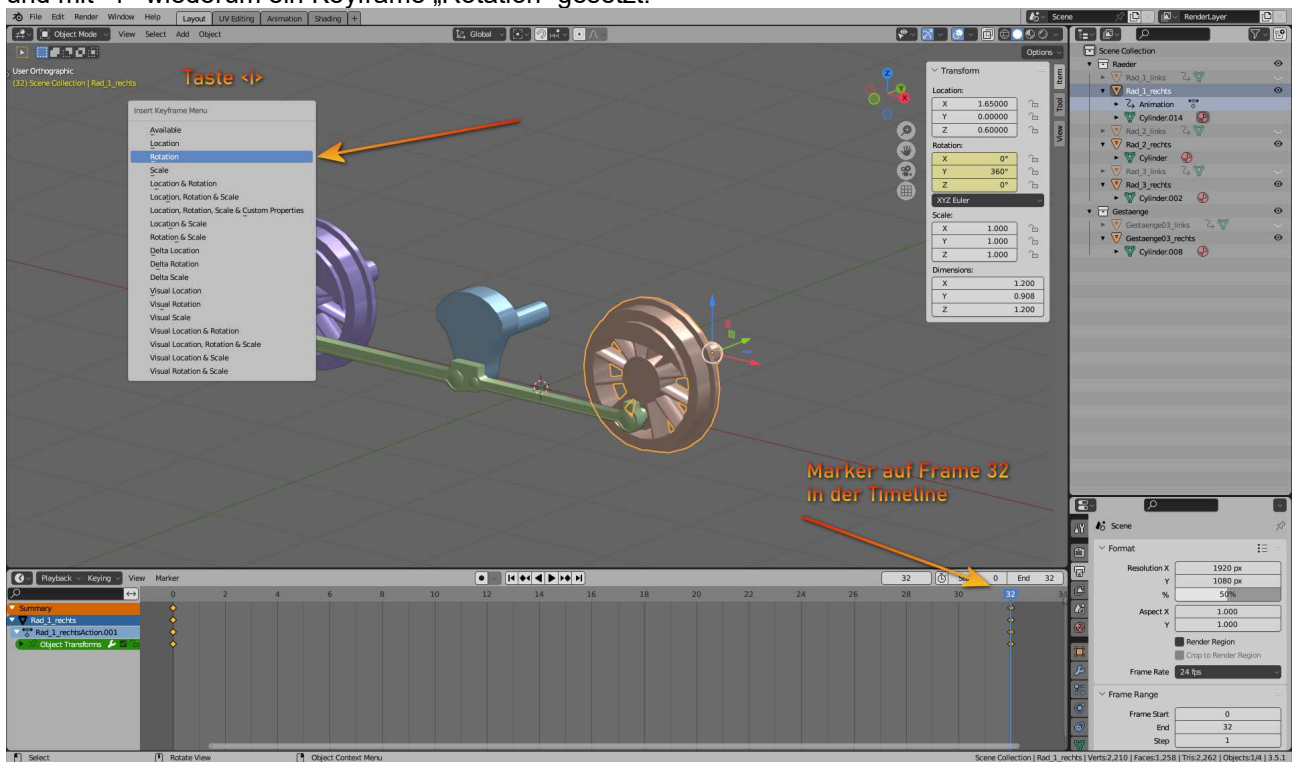 und mit <I> wiederum ein Keyframe „Rotation“ gesetzt.
File Edit Render Window Help Layout UV Editing Animation Shading + Scene RenderLayer
Object Mode View Select Add Object Global
Options
User Orthographic
(32) Scene Collection | Rad_1_rechts
Taste <I>
Insert Keyframe Menu
Available
Location
Rotation
Scale
Location & Rotation
Location, Rotation & Scale
Location, Rotation, Scale & Custom Properties
Location & Scale
Rotation & Scale
Delta Location
Delta Rotation
Delta Scale
Visual Location
Visual Rotation
Visual Scale
Visual Location & Rotation
Visual Location, Rotation & Scale
Visual Location & Scale
Visual Rotation & Scale
Z
Y
X
Transform
Location:
X 1.65000
Y 0.00000
Z 0.60000
Rotation:
X 0°
Y 360°
Z 0°
XYZ Euler
Scale:
X 1.000
Y 1.000
Z 1.000
Dimensions:
X 1.200
Y 0.908
Z 1.200
Item
Tool
View
Scene Collection
Raeder
Rad_1_links
Rad_1_rechts
Animation
Cylinder.014
Rad_2_links
Rad_2_rechts
Cylinder
Rad_3_links
Rad_3_rechts
Cylinder.002
Gestaenge
Gestaenge03_links
Gestaenge03_rechts
Cylinder.008
Marker auf Frame 32
in der Timeline
Playback Keying View Marker 32 0 End 32
0 2 4 6 8 10 12 14 16 18 20 22 24 26 28 30 32
Summary
Rad_1_rechts
Rad_1_rechtsAction.001
Object Transforms
Scene
Format
Resolution X 1920 px
Y 1080 px
% 50%
Aspect X 1.000
Y 1.000
Render Region
Crop to Render Region
Frame Rate 24 fps
Frame Range
Frame Start 0
End 32
Step 1
Select Rotate View Object Context Menu Scene Collection | Rad_1_rechts | Verts:2,210 | Faces:1,258 | Tris:2,262 | Objects:1/4 | 3.5.1